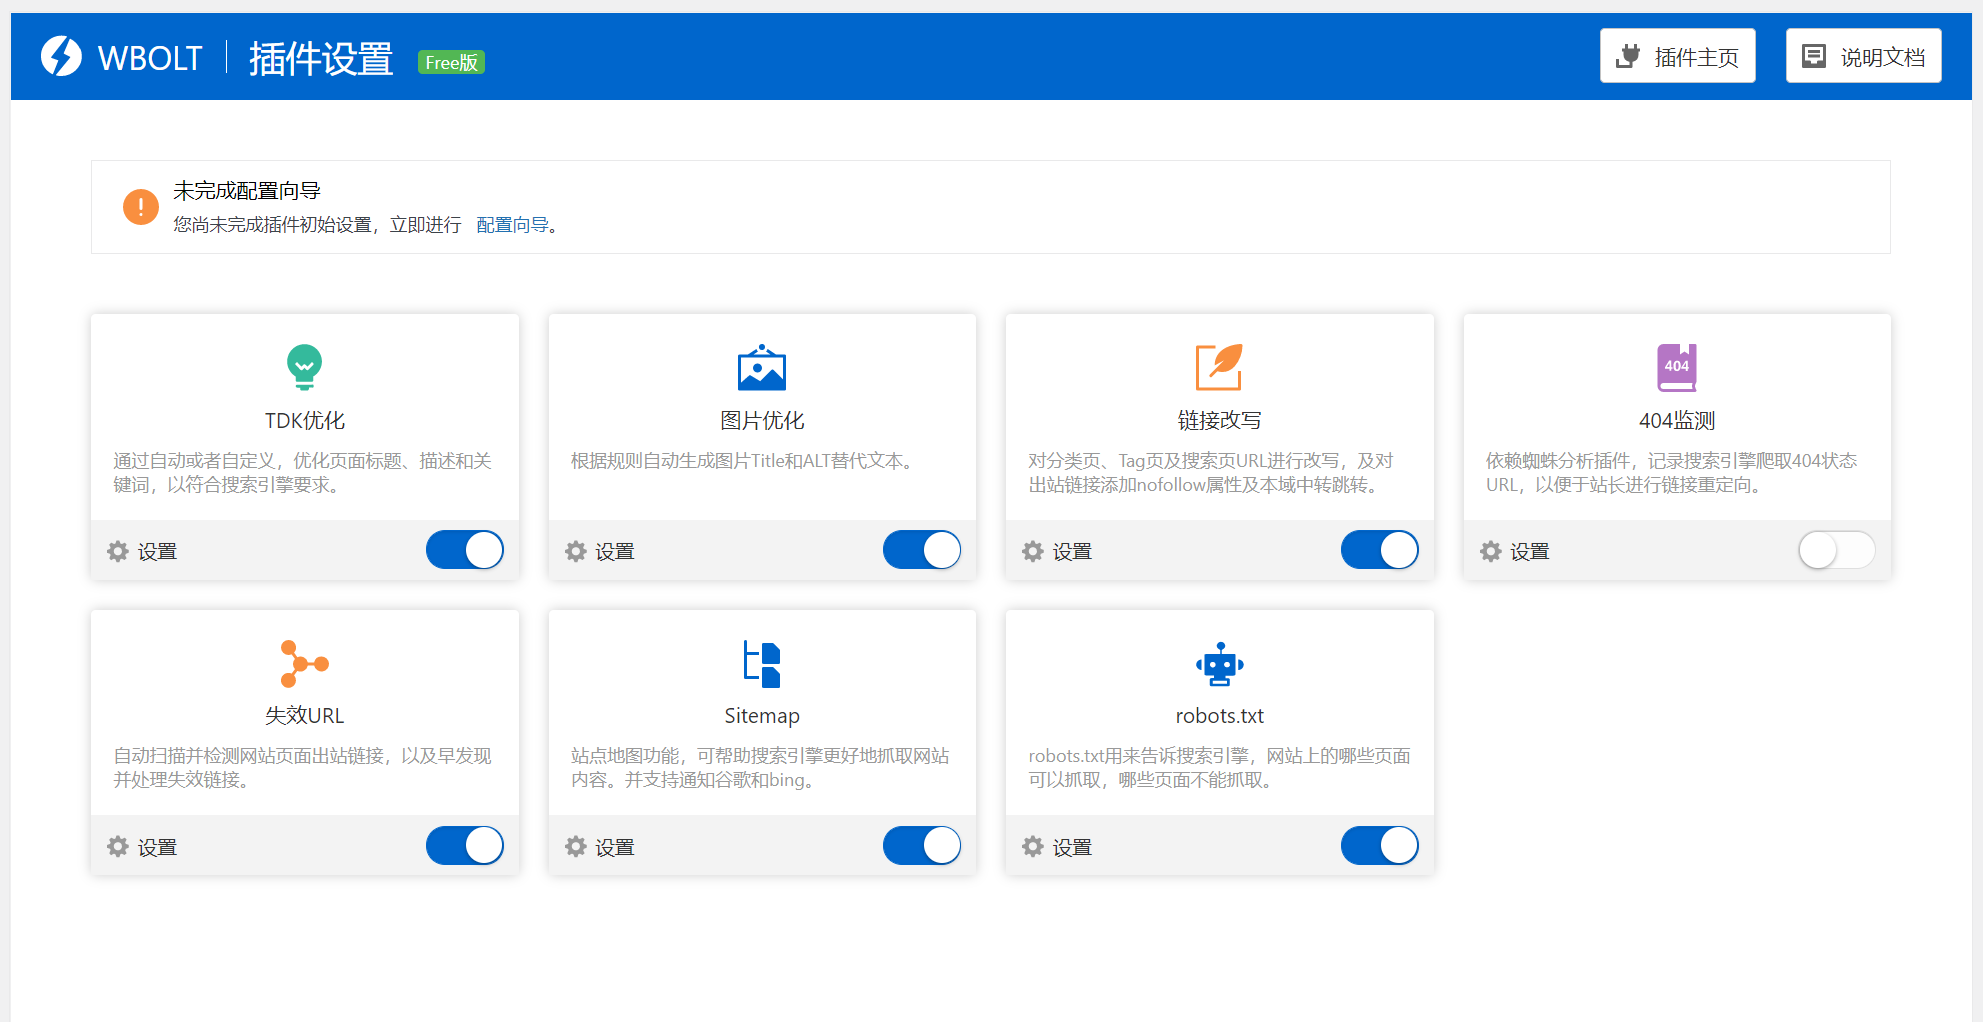 WBOLT 插件设置 Free版 插件主页 说明文档
未完成配置向导
您尚未完成插件初始设置，立即进行 配置向导。
TDK优化
通过自动或者自定义，优化页面标题、描述和关
键词，以符合搜索引擎要求。
设置
图片优化
根据规则自动生成图片Title和ALT替代文本。
设置
链接改写
对分类页、Tag页及搜索页URL进行改写，及对
出站链接添加nofollow属性及本域中转跳转。
设置
404
404监测
依赖蜘蛛分析插件，记录搜索引擎爬取404状态
URL，以便于站长进行链接重定向。
设置
失效URL
自动扫描并检测网站页面出站链接，以及早发现
并处理失效链接。
设置
Sitemap
站点地图功能，可帮助搜索引擎更好地抓取网站
内容。并支持通知谷歌和bing。
设置
robots.txt
robots.txt用来告诉搜索引擎，网站上的哪些页面
可以抓取，哪些页面不能抓取。
设置